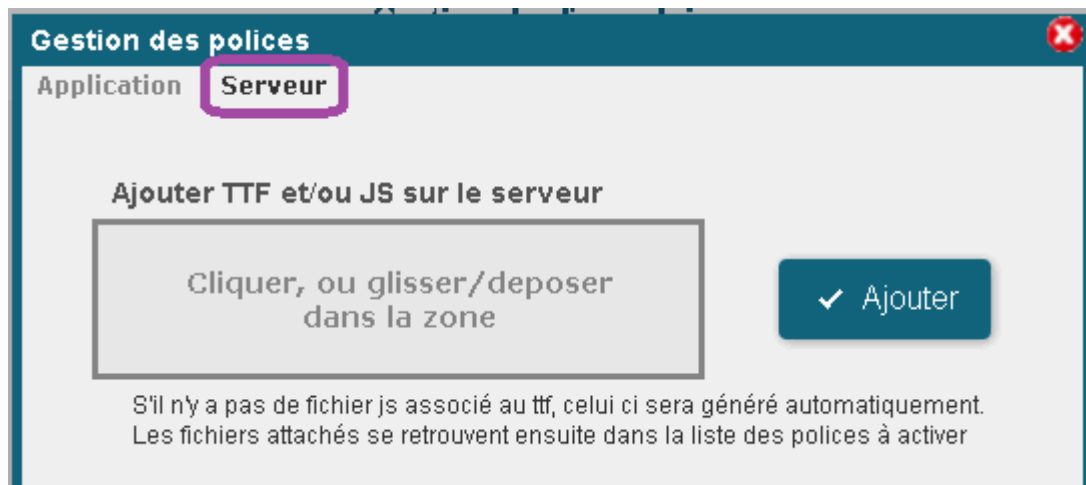 Gestion des polices
Application Serveur
Ajouter TTF et/ou JS sur le serveur
Cliquer, ou glisser/deposer
dans la zone
Ajouter
S'il n'y a pas de fichier js associé au ttf, celui ci sera généré automatiquement.
Les fichiers attachés se retrouvent ensuite dans la liste des polices à activer